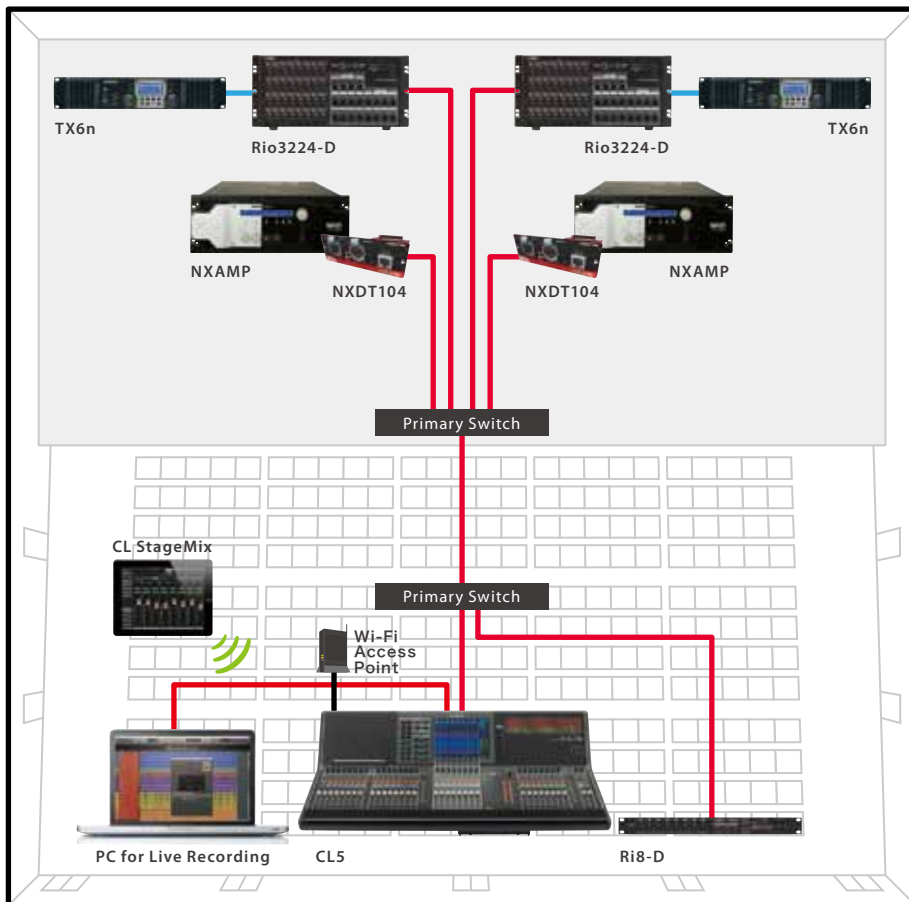 TX6n
Rio3224-D
Rio3224-D
TX6n
NXAMP
NXDT104
NXDT104
NXAMP
Primary Switch
CL StageMix
Primary Switch
Wi-Fi
Access
Point
PC for Live Recording
CL5
Ri8-D